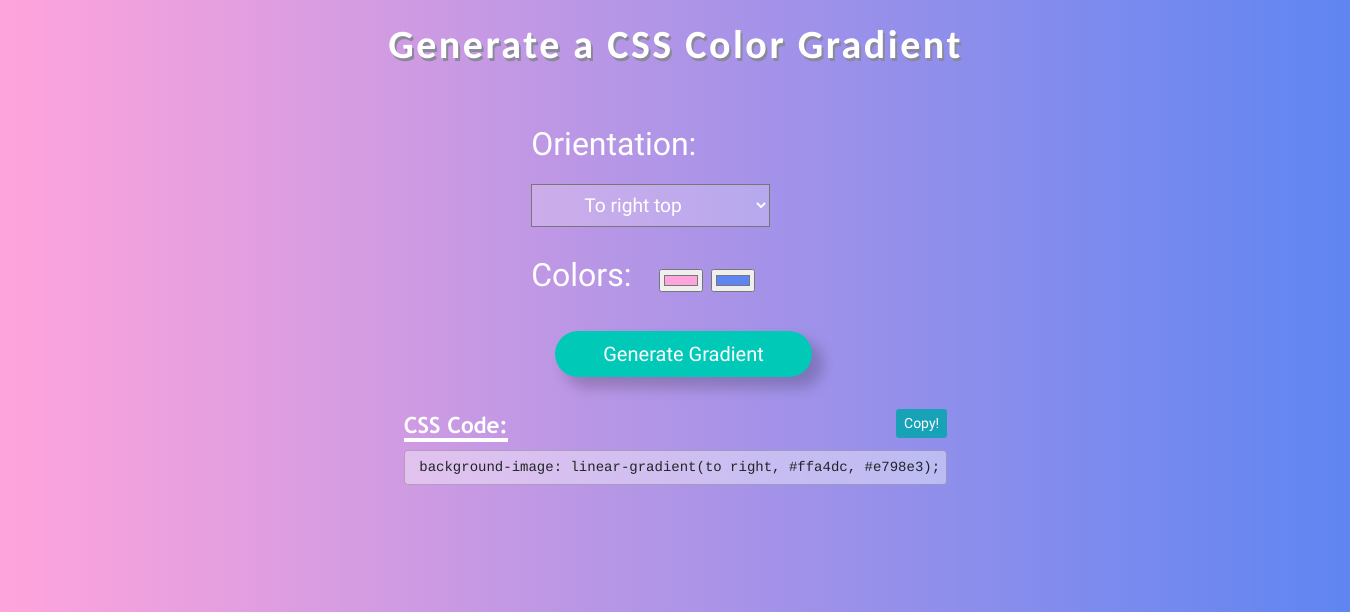 Generate a CSS Color Gradient
Orientation:
To right top
Colors:
Generate Gradient
CSS Code:
Copy!
background-image: linear-gradient(to right, #ffa4dc, #e798e3);